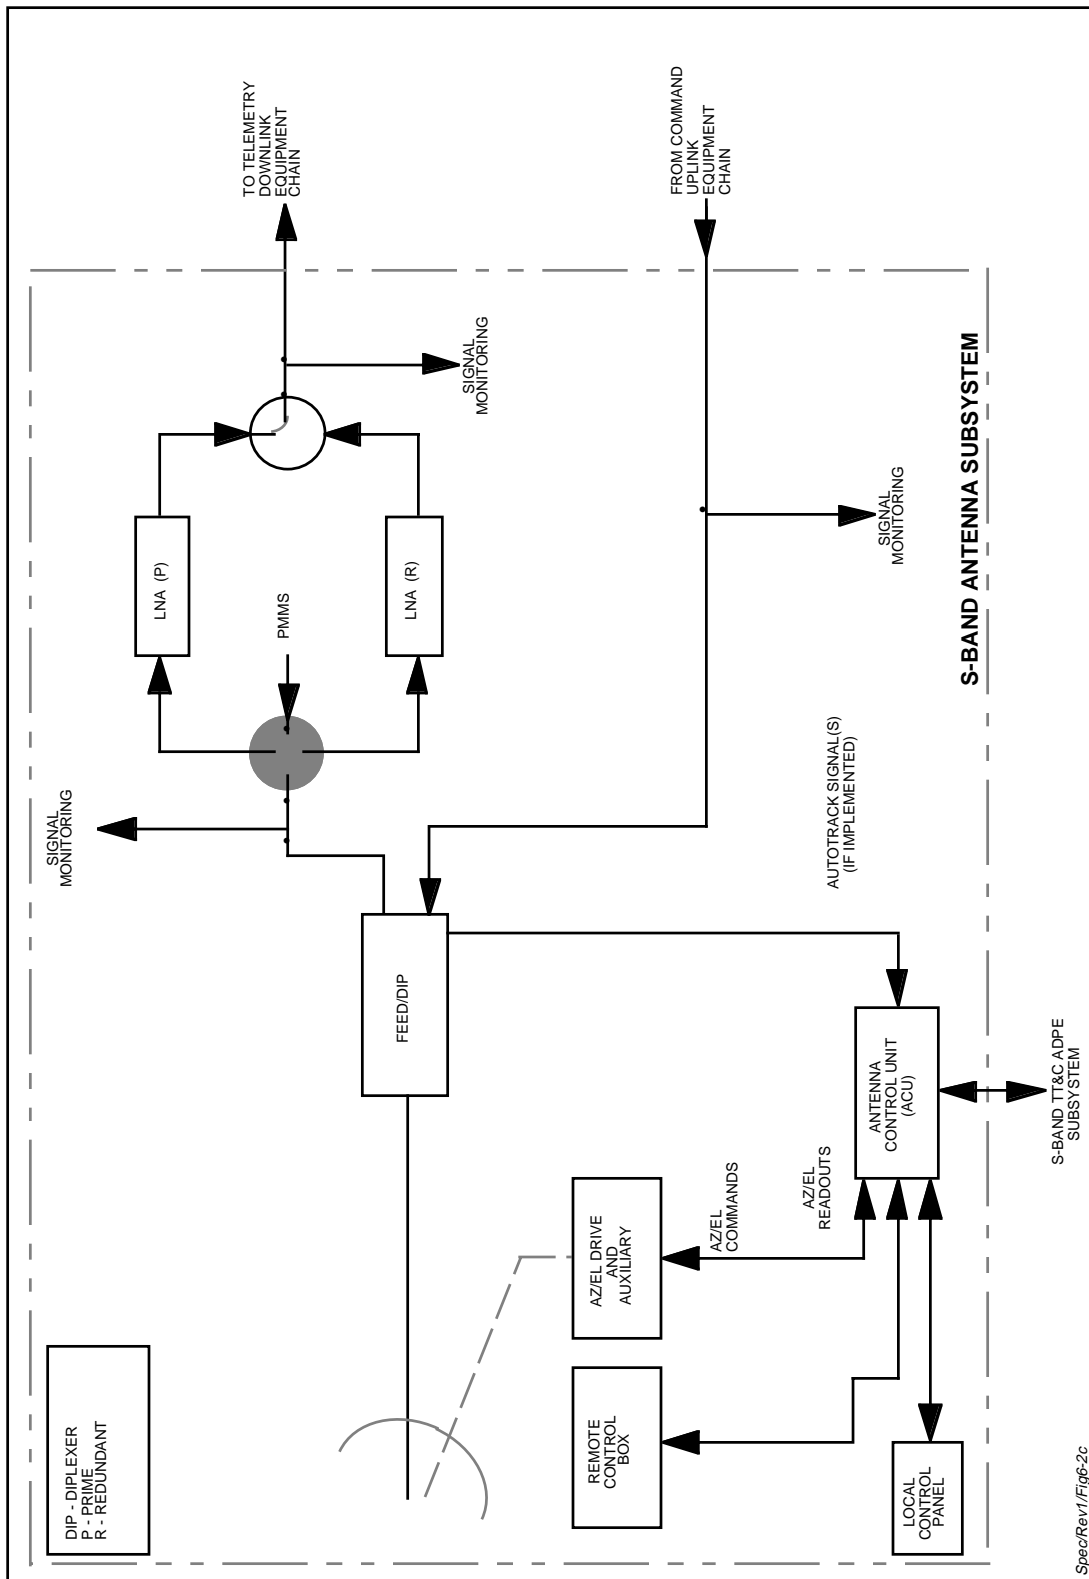 DIP - DIPLEXER
P - PRIME
R - REDUNDANT
SIGNAL
MONITORING
LNA (P)
TO TELEMETRY
DOWNLINK
EQUIPMENT
CHAIN
PMMS
LNA (R)
SIGNAL
MONITORING
FEED/DIP
FROM COMMAND
UPLINK
EQUIPMENT
CHAIN
REMOTE
CONTROL
BOX
AZ/EL DRIVE
AND
AUXILIARY
AZ/EL
COMMANDS
AZ/EL
READOUTS
AUTOTRACK SIGNAL(S)
(IF IMPLEMENTED)
SIGNAL
MONITORING
LOCAL
CONTROL
PANEL
ANTENNA
CONTROL UNIT
(ACU)
S-BAND ANTENNA SUBSYSTEM
S-BAND TT&C ADPE
SUBSYSTEM
Spec/Rev1/Fig6-2c